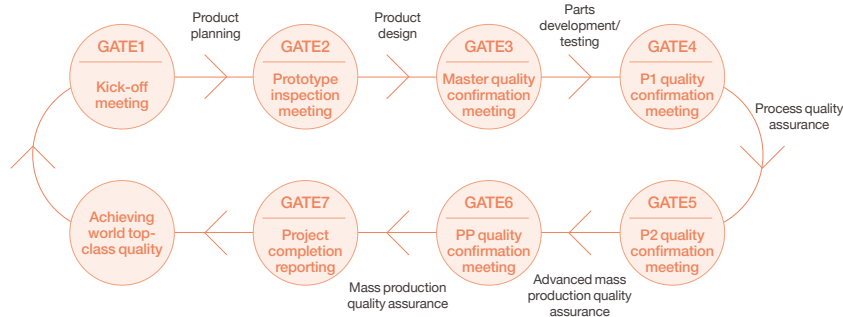 Product
planning
Product
design
Parts
development/
testing
GATE1
Kick-off
meeting
GATE2
Prototype
inspection
meeting
GATE3
Master quality
confirmation
meeting
GATE4
P1 quality
confirmation
meeting
Process quality
assurance
Achieving
world top-
class quality
GATE7
Project
completion
reporting
GATE6
PP quality
confirmation
meeting
GATE5
P2 quality
confirmation
meeting
Mass production
quality assurance
Advanced mass
production quality
assurance